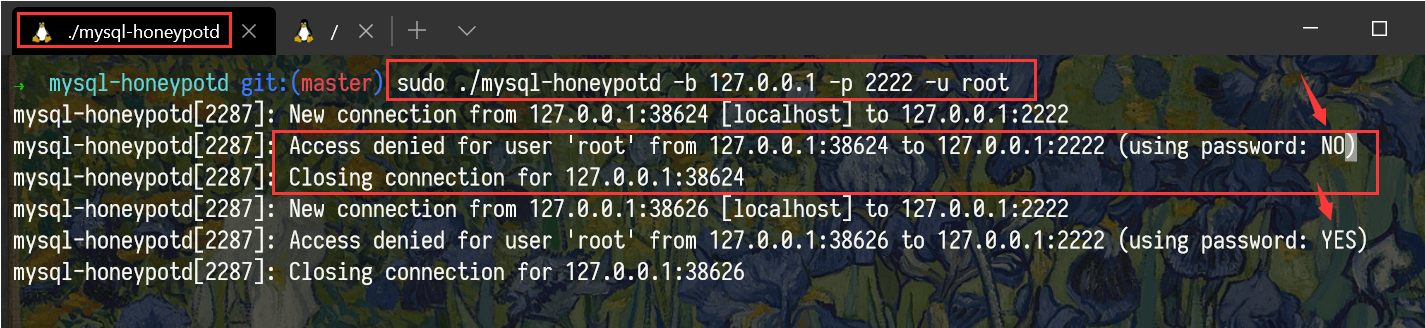 ./mysql-honeypotd
/
→ mysql-honeypotd git:(master) sudo ./mysql-honeypotd -b 127.0.0.1 -p 2222 -u root
mysql-honeypotd[2287]: New connection from 127.0.0.1:38624 [localhost] to 127.0.0.1:2222
mysql-honeypotd[2287]: Access denied for user 'root' from 127.0.0.1:38624 to 127.0.0.1:2222 (using password: NO)
mysql-honeypotd[2287]: Closing connection for 127.0.0.1:38624
mysql-honeypotd[2287]: New connection from 127.0.0.1:38626 [localhost] to 127.0.0.1:2222
mysql-honeypotd[2287]: Access denied for user 'root' from 127.0.0.1:38626 to 127.0.0.1:2222 (using password: YES)
mysql-honeypotd[2287]: Closing connection for 127.0.0.1:38626